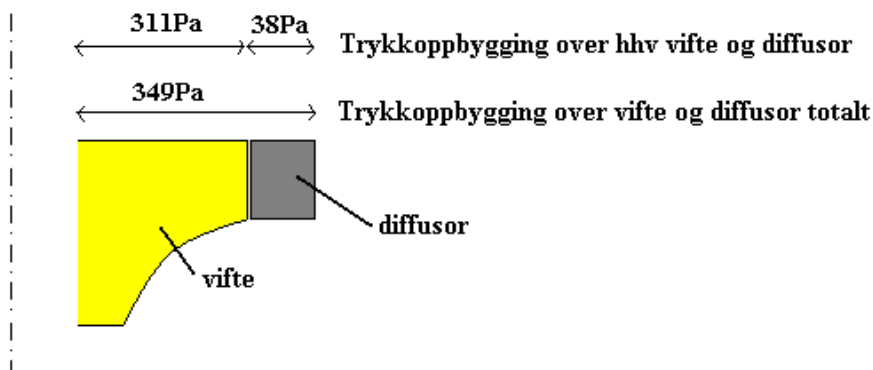 311Pa 38Pa Trykkoppbygging over hhv vifte og diffusor
349Pa Trykkoppbygging over vifte og diffusor totalt
diffusor
vifte